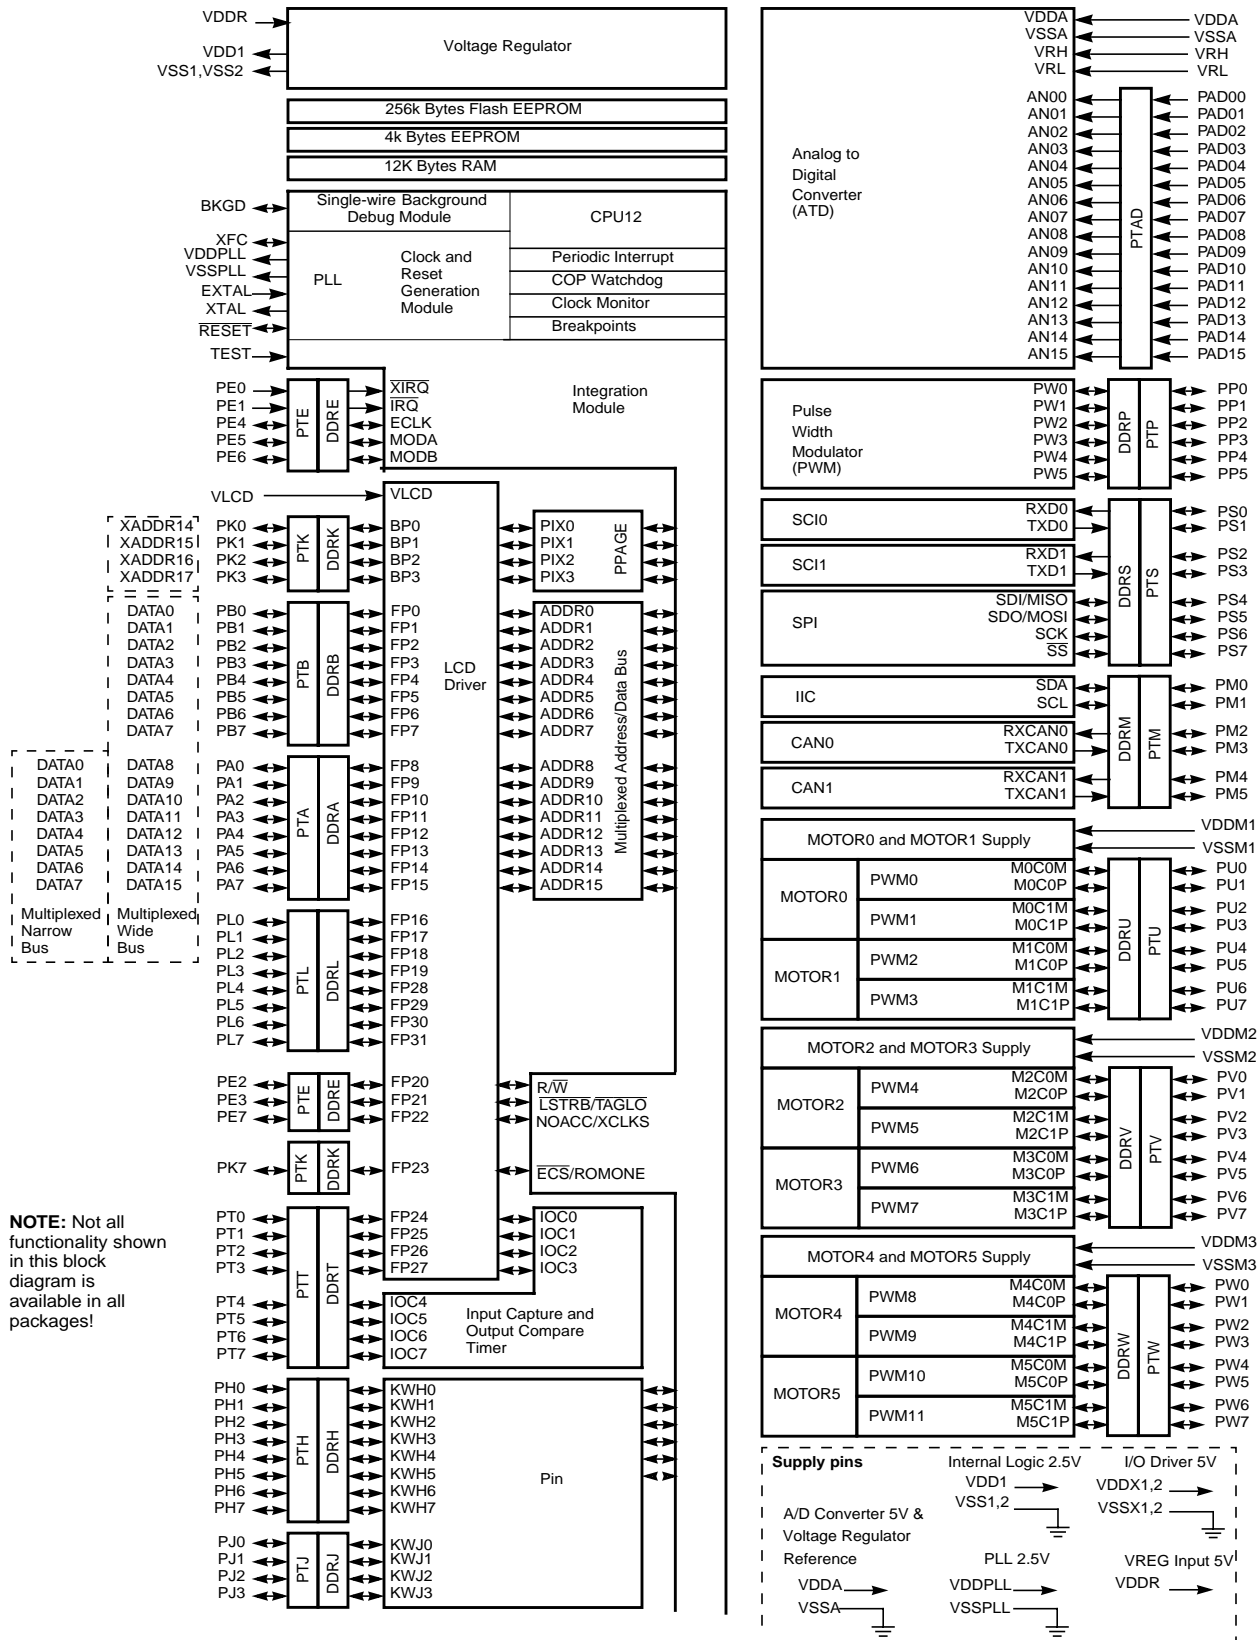 VDDR
VDD1
VSS1,VSS2
Voltage Regulator
256k Bytes Flash EEPROM
4k Bytes EEPROM
12K Bytes RAM
BKGD
XFC
VDDPLL
VSSPLL
EXTAL
XTAL
RESET
TEST
Single-wire Background
Debug Module
CPU12
PLL
Clock and
Reset
Generation
Module
Periodic Interrupt
COP Watchdog
Clock Monitor
Breakpoints
Integration
Module
PE0
PE1
PE4
PE5
PE6
PTE
DDRE
XIRQ
IRQ
ECLK
MODA
MODB
VLCD
VLCD
XADDR14
XADDR15
XADDR16
XADDR17
PK0
PK1
PK2
PK3
PTK
DDRK
BP0
BP1
BP2
BP3
PIX0
PIX1
PIX2
PIX3
PPAGE
DATA0
DATA1
DATA2
DATA3
DATA4
DATA5
DATA6
DATA7
PB0
PB1
PB2
PB3
PB4
PB5
PB6
PB7
PTB
DDRB
FP0
FP1
FP2
FP3
FP4
FP5
FP6
FP7
LCD
Driver
ADDR0
ADDR1
ADDR2
ADDR3
ADDR4
ADDR5
ADDR6
ADDR7
Multiplexed Address/Data Bus
DATA0
DATA1
DATA2
DATA3
DATA4
DATA5
DATA6
DATA7
Multiplexed
Narrow
Bus
DATA8
DATA9
DATA10
DATA11
DATA12
DATA13
DATA14
DATA15
Multiplexed
Wide
Bus
PA0
PA1
PA2
PA3
PA4
PA5
PA6
PA7
PTA
DDRA
FP8
FP9
FP10
FP11
FP12
FP13
FP14
FP15
ADDR8
ADDR9
ADDR10
ADDR11
ADDR12
ADDR13
ADDR14
ADDR15
PL0
PL1
PL2
PL3
PL4
PL5
PL6
PL7
PTL
DDRL
FP16
FP17
FP18
FP19
FP28
FP29
FP30
FP31
PE2
PE3
PE7
PTE
DDRE
FP20
FP21
FP22
R/W
LSTRB/TAGLO
NOACC/XCLKS
PK7
PTK
DDRK
FP23
ECS/ROMONE
NOTE: Not all
functionality shown
in this block
diagram is
available in all
packages!
PT0
PT1
PT2
PT3
PT4
PT5
PT6
PT7
PTT
DDRT
FP24
FP25
FP26
FP27
IOC0
IOC1
IOC2
IOC3
IOC4
IOC5
IOC6
IOC7
Input Capture and
Output Compare
Timer
PH0
PH1
PH2
PH3
PH4
PH5
PH6
PH7
PTH
DDRH
KWH0
KWH1
KWH2
KWH3
KWH4
KWH5
KWH6
KWH7
Pin
PJ0
PJ1
PJ2
PJ3
PTJ
DDRJ
KWJ0
KWJ1
KWJ2
KWJ3
Analog to
Digital
Converter
(ATD)
VDDA
VSSA
VRH
VRL
VDDA
VSSA
VRH
VRL
AN00
AN01
AN02
AN03
AN04
AN05
AN06
AN07
AN08
AN09
AN10
AN11
AN12
AN13
AN14
AN15
PTAD
PAD00
PAD01
PAD02
PAD03
PAD04
PAD05
PAD06
PAD07
PAD08
PAD09
PAD10
PAD11
PAD12
PAD13
PAD14
PAD15
Pulse
Width
Modulator
(PWM)
PW0
PW1
PW2
PW3
PW4
PW5
DDRP
PTP
PP0
PP1
PP2
PP3
PP4
PP5
SCI0
RXD0
TXD0
SCI1
RXD1
TXD1
SPI
SDI/MISO
SDO/MOSI
SCK
SS
DDRS
PTS
PS0
PS1
PS2
PS3
PS4
PS5
PS6
PS7
IIC
SDA
SCL
CAN0
RXCAN0
TXCAN0
CAN1
RXCAN1
TXCAN1
DDRM
PTM
PM0
PM1
PM2
PM3
PM4
PM5
MOTOR0 and MOTOR1 Supply
VDDM1
VSSM1
MOTOR0
PWM0
M0C0M
M0C0P
PWM1
M0C1M
M0C1P
MOTOR1
PWM2
M1C0M
M1C0P
PWM3
M1C1M
M1C1P
DDRU
PTU
PU0
PU1
PU2
PU3
PU4
PU5
PU6
PU7
MOTOR2 and MOTOR3 Supply
VDDM2
VSSM2
MOTOR2
PWM4
M2C0M
M2C0P
PWM5
M2C1M
M2C1P
MOTOR3
PWM6
M3C0M
M3C0P
PWM7
M3C1M
M3C1P
DDRV
PTV
PV0
PV1
PV2
PV3
PV4
PV5
PV6
PV7
MOTOR4 and MOTOR5 Supply
VDDM3
VSSM3
MOTOR4
PWM8
M4C0M
M4C0P
PWM9
M4C1M
M4C1P
MOTOR5
PWM10
M5C0M
M5C0P
PWM11
M5C1M
M5C1P
DDRW
PTW
PW0
PW1
PW2
PW3
PW4
PW5
PW6
PW7
Supply pins
Internal Logic 2.5V
VDD1
VSS1,2
I/O Driver 5V
VDDX1,2
VSSX1,2
A/D Converter 5V &
Voltage Regulator
Reference
VDDA
VSSA
PLL 2.5V
VDDPLL
VSSPLL
VREG Input 5V
VDDR